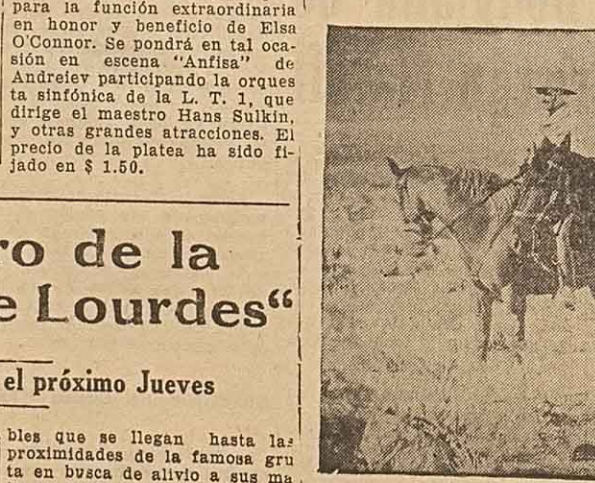 para la función extraordinaria
en honor y beneficio de Elsa
O'Connor. Se pondrá en tal oca-
sión en escena "Anfisa" de
Andreiev participando la orques
ta sinfónica de la L. T. 1, que
dirige el maestro Hans Sulkin,
y otras grandes atracciones. El
precio de la platea ha sido fi-
jado en $ 1.50.
ro de la
e Lourdes“
el próximo Jueves
bles que se llegan hasta las
proximidades de la famosa gru
ta en busca de alivio a sus ma